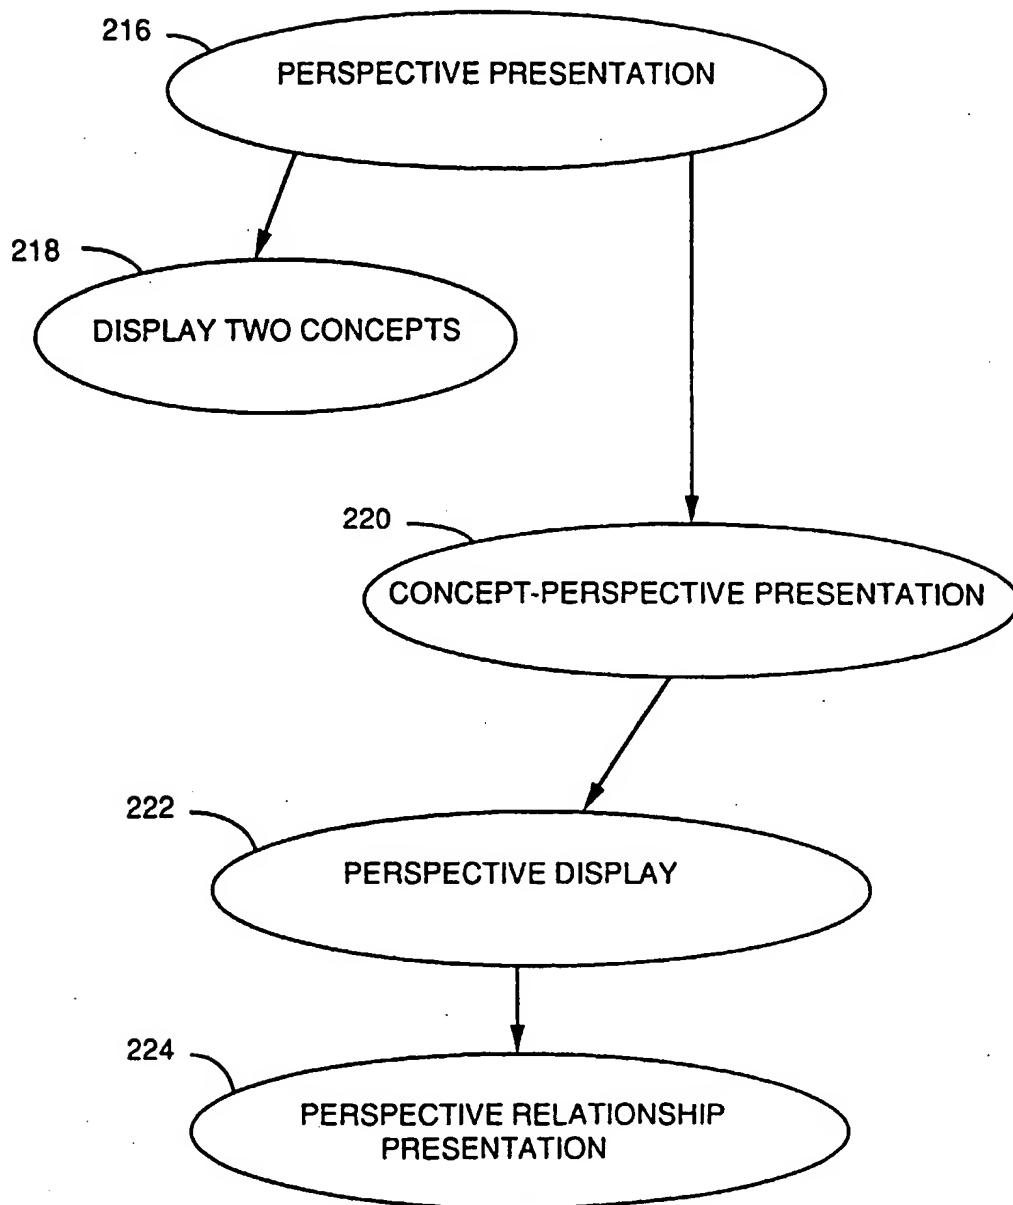 216
PERSPECTIVE PRESENTATION
218
DISPLAY TWO CONCEPTS
220
CONCEPT-PERSPECTIVE PRESENTATION
222
PERSPECTIVE DISPLAY
224
PERSPECTIVE RELATIONSHIP
PRESENTATION